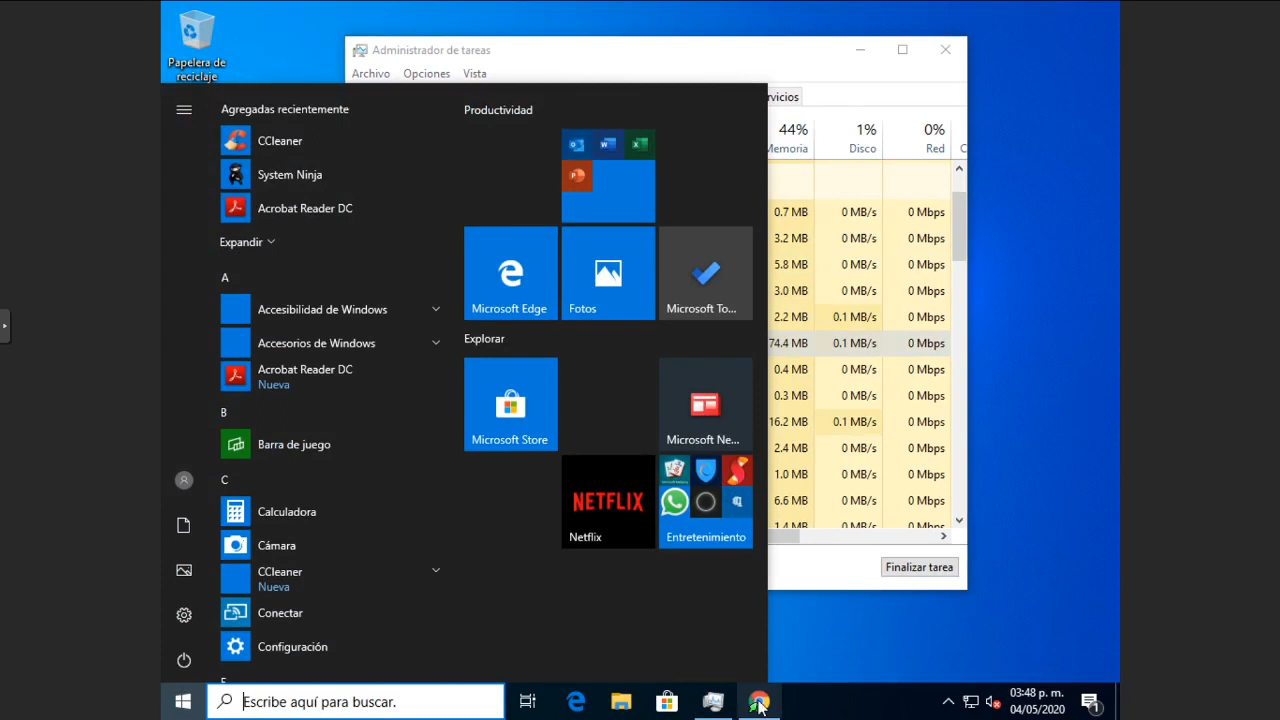 Papelera de
reciclaje
Administrador de tareas
Archivo Opciones Vista
rvicios
44% 1% 0%
Memoria Disco Red C
0.7 MB 0 MB/s 0 Mbps
3.2 MB 0 MB/s 0 Mbps
5.8 MB 0 MB/s 0 Mbps
3.0 MB 0 MB/s 0 Mbps
2.2 MB 0.1 MB/s 0 Mbps
74.4 MB 0.1 MB/s 0 Mbps
0.4 MB 0 MB/s 0 Mbps
0.3 MB 0 MB/s 0 Mbps
16.2 MB 0.1 MB/s 0 Mbps
2.4 MB 0 MB/s 0 Mbps
1.0 MB 0 MB/s 0 Mbps
6.6 MB 0 MB/s 0 Mbps
1.4 MB 0 MB/s 0 Mbps
Finalizar tarea
Agregadas recientemente
CCleaner
System Ninja
Acrobat Reader DC
Expandir
A
Accesibilidad de Windows
Accesorios de Windows
Acrobat Reader DC
Nueva
B
Barra de juego
C
Calculadora
Cámara
CCleaner
Nueva
Conectar
Configuración
Productividad
Microsoft Edge
Fotos
Microsoft To...
Explorar
Microsoft Store
Microsoft Ne...
NETFLIX
Netflix
Entretenimiento
Escribe aquí para buscar.
03:48 p. m.
04/05/2020
1